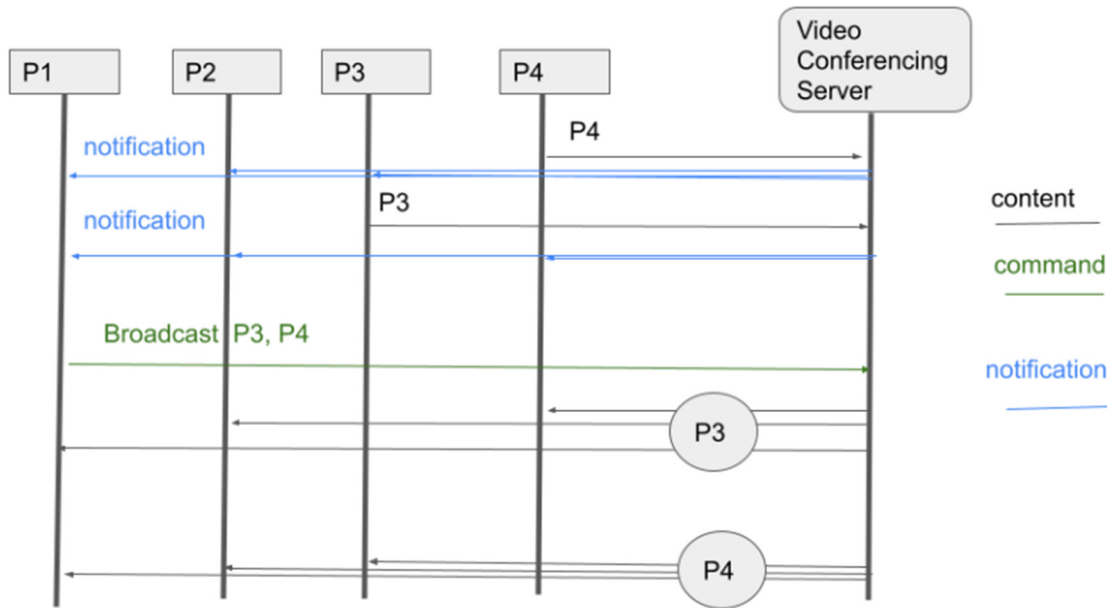 Video
Conferencing
Server
P1
P2
P3
P4
P4
notification
content
P3
notification
command
Broadcast P3, P4
notification
P3
P4